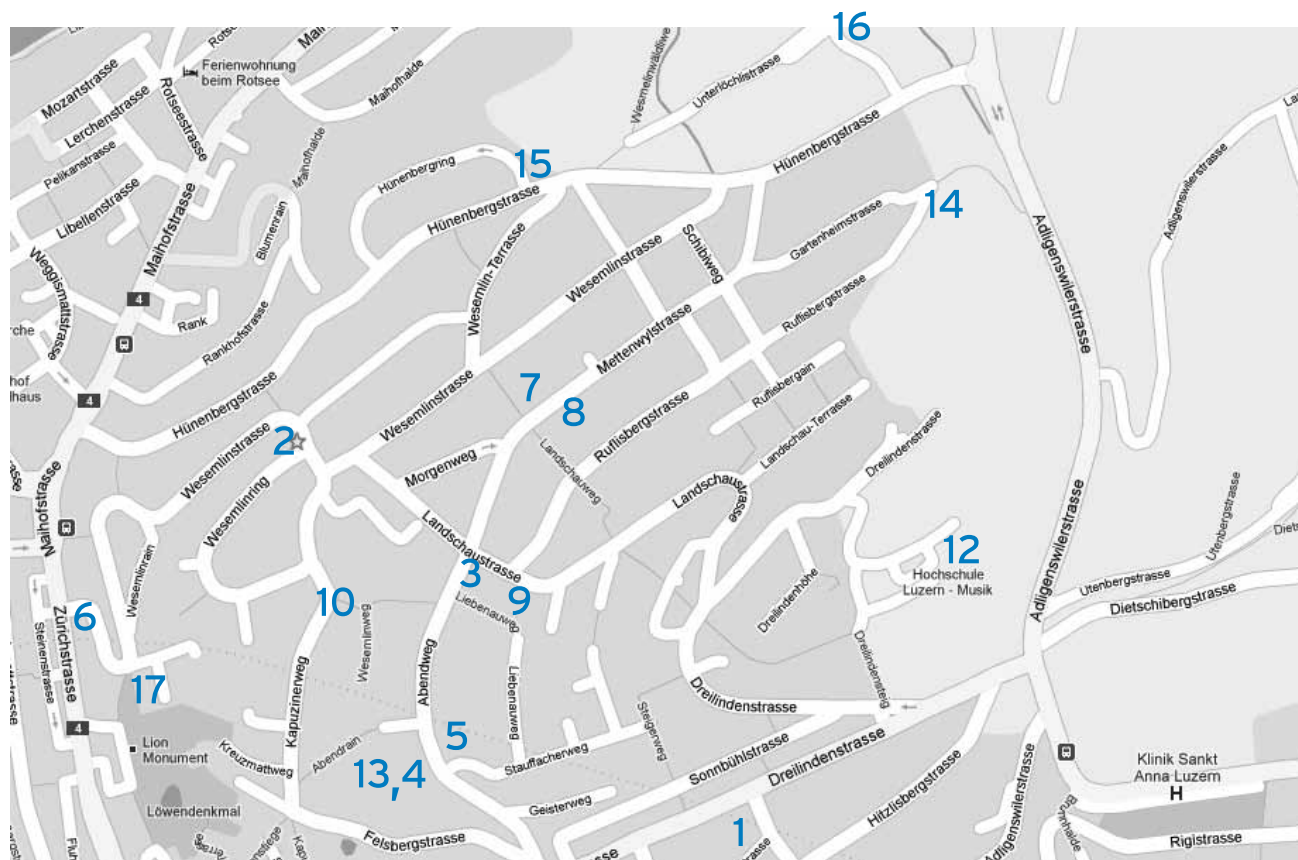 16
Ferienwohnung
beim Rotsee
Mozartstrasse
Lerchenstrasse
Rotseestrasse
Maihofhalde
Wesmelinwäldliwe
Unterlöchlistrasse
Pelikanstrasse
Libellenstrasse
Maihofhalde
Hünenbergring
15
Hünenbergstrasse
Hünenbergstrasse
14
Adligenswilerstrasse
Adligenswilerstrasse
Maihofstrasse
Blumenrain
Weggismattstrasse
Wesemlin-Terrasse
Wesemlinstrasse
Schibiweg
Gartenheimstrasse
4
Rank
Rankhofstrasse
Mettenwylstrasse
Ruflisbergstrasse
4
Hünenbergstrasse
7
8
Ruflisbergain
Wesemlinstrasse
Wesemlinstrasse
2
Ruflisbergstrasse
Landschau-Terrasse
Dreilindenstrasse
Morgenweg
Landschauweg
Wesemlinring
Landschaustrasse
Landschaustrasse
Maihofstrasse
12
Hochschule
Luzern - Musik
Adligenswilerstrasse
Utenbergstrasse
Utenbergstrasse
Dietschibergstrasse
3
9
10
Wesemlinrain
6
Zürichstrasse
Steinenstrasse
Liebenauweg
Wesemlinweg
Dreilindenhöhe
Dreilindensteig
Abendweg
Liebenauweg
17
4
Lion
Monument
Kapuzinerweg
Dreilindenstrasse
Steigerweg
5
Kreuzmattweg
Abendrain
13,4
Stauffacherweg
Sonnbühlstrasse
Dreilindenstrasse
Klinik Sankt
Anna Luzern
H
Löwendenkmal
Geisterweg
Hitzlisbergstrasse
Adligenswilerstrasse
Felsbergstrasse
1
Rigistrasse